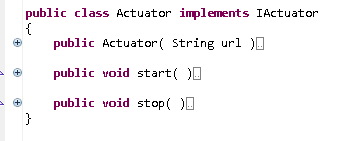 public class Actuator implements IActuator
{
public Actuator( String url )
public void start( )
public void stop( )
}